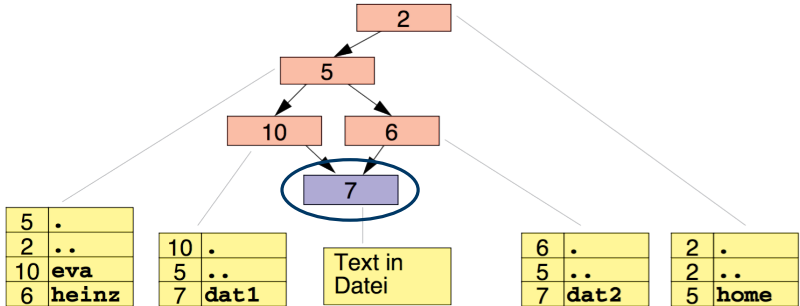 2
5
10 6
7
5 .
2 ..
10 eva
6 heinz
10 .
5 ..
7 dat1
Text in
Datei
6 .
5 ..
7 dat2
2 .
2 ..
5 home